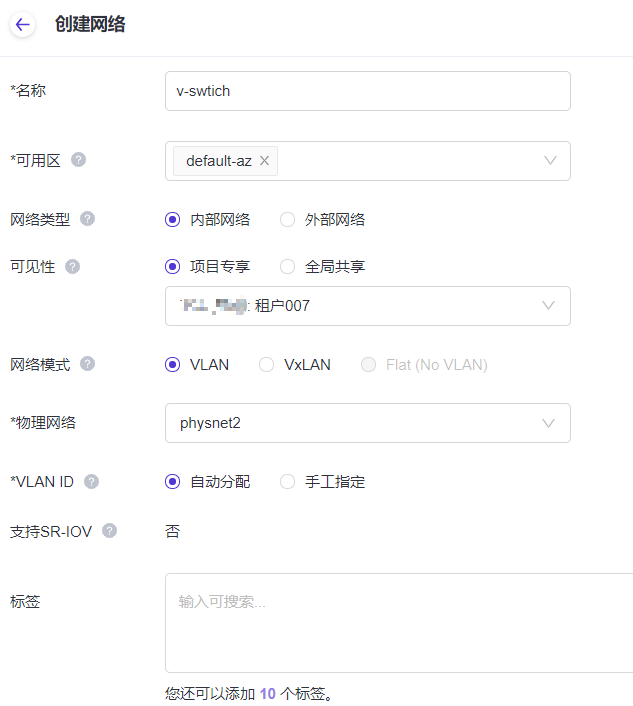 创建网络
*名称
v-swtich
*可用区 ?
default-az ×
网络类型 ?
内部网络 外部网络
可见性 ?
项目专享 全局共享
: 租户007
网络模式 ?
VLAN VxLAN Flat (No VLAN)
*物理网络
physnet2
*VLAN ID ?
自动分配 手工指定
支持SR-IOV ?
否
标签
输入可搜索...
您还可以添加 10 个标签。